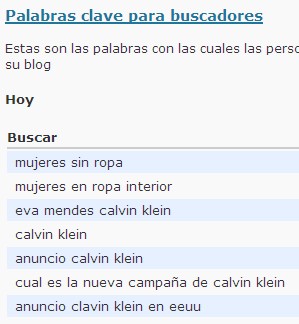 Palabras clave para buscadores
Estas son las palabras con las cuales las
su blog
Hoy
Buscar
mujeres sin ropa
mujeres en ropa interior
eva mendes calvin klein
calvin klein
anuncio calvin klein
cual es la nueva campaña de calvin klein
anuncio clavin klein en eeuu